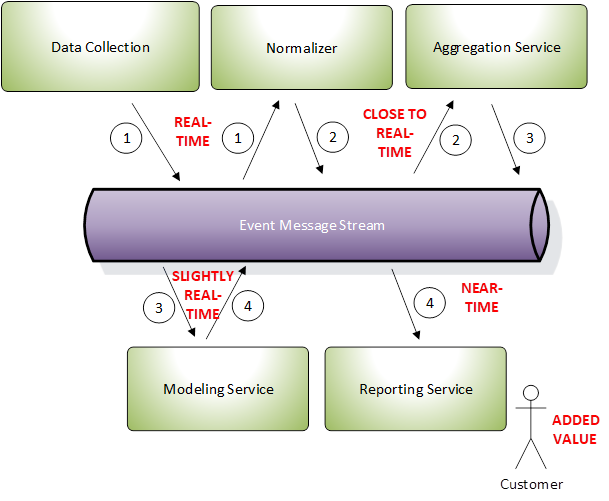 Data Collection
Normalizer
Aggregation Service
1
REAL-
TIME
1
2
CLOSE TO
REAL-
TIME
2
3
Event Message Stream
3
SLIGHTLY
REAL-
TIME
4
4
NEAR-
TIME
Modeling Service
Reporting Service
ADDED
VALUE
Customer